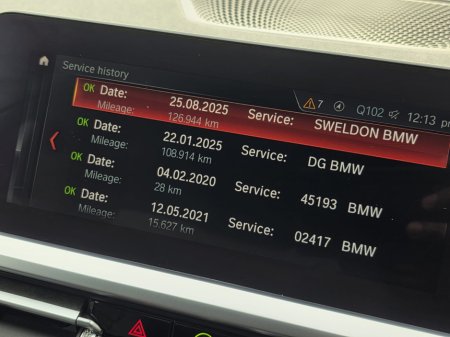 Service history
7 Q102 12:13 pm
OK Date: 25.08.2025 Service: SWELDON BMW
Mileage: 126.944 km
OK Date: 22.01.2025 Service: DG BMW
Mileage: 108.914 km
OK Date: 04.02.2020 Service: 45193 BMW
Mileage: 28 km
OK Date: 12.05.2021 Service: 02417 BMW
Mileage: 15.627 km